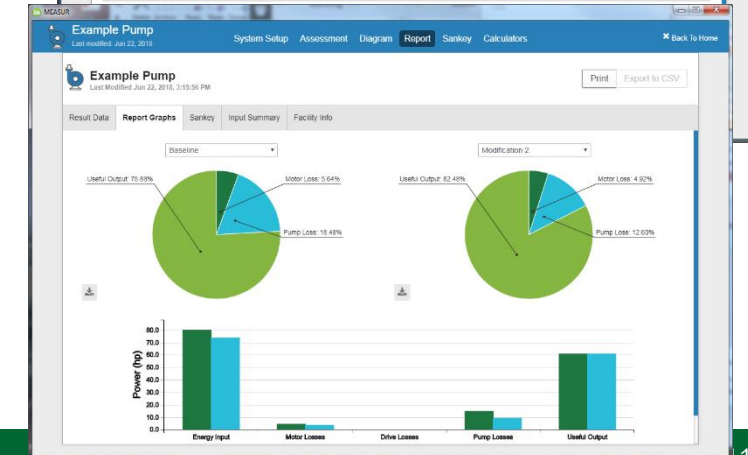 MEASUR
Example Pump
Last modified: Jun 22, 2018
System Setup Assessment Diagram Report Sankey Calculators
× Back To Home
Example Pump
Last Modified Jun 22, 2018, 3:15:56 PM
Print Export to CSV
Result Data Report Graphs Sankey Input Summary Facility Info
Baseline
Modification 2
Useful Output: 75.88%
Motor Loss: 5.64%
Useful Output: 82.48%
Motor Loss: 4.92%
Pump Loss: 18.48%
Pump Loss: 12.60%
80.0
70.0
60.0
50.0
40.0
30.0
20.0
10.0
0.0
Power (hp)
Energy Input Motor Losses Drive Losses Pump Losses Useful Output